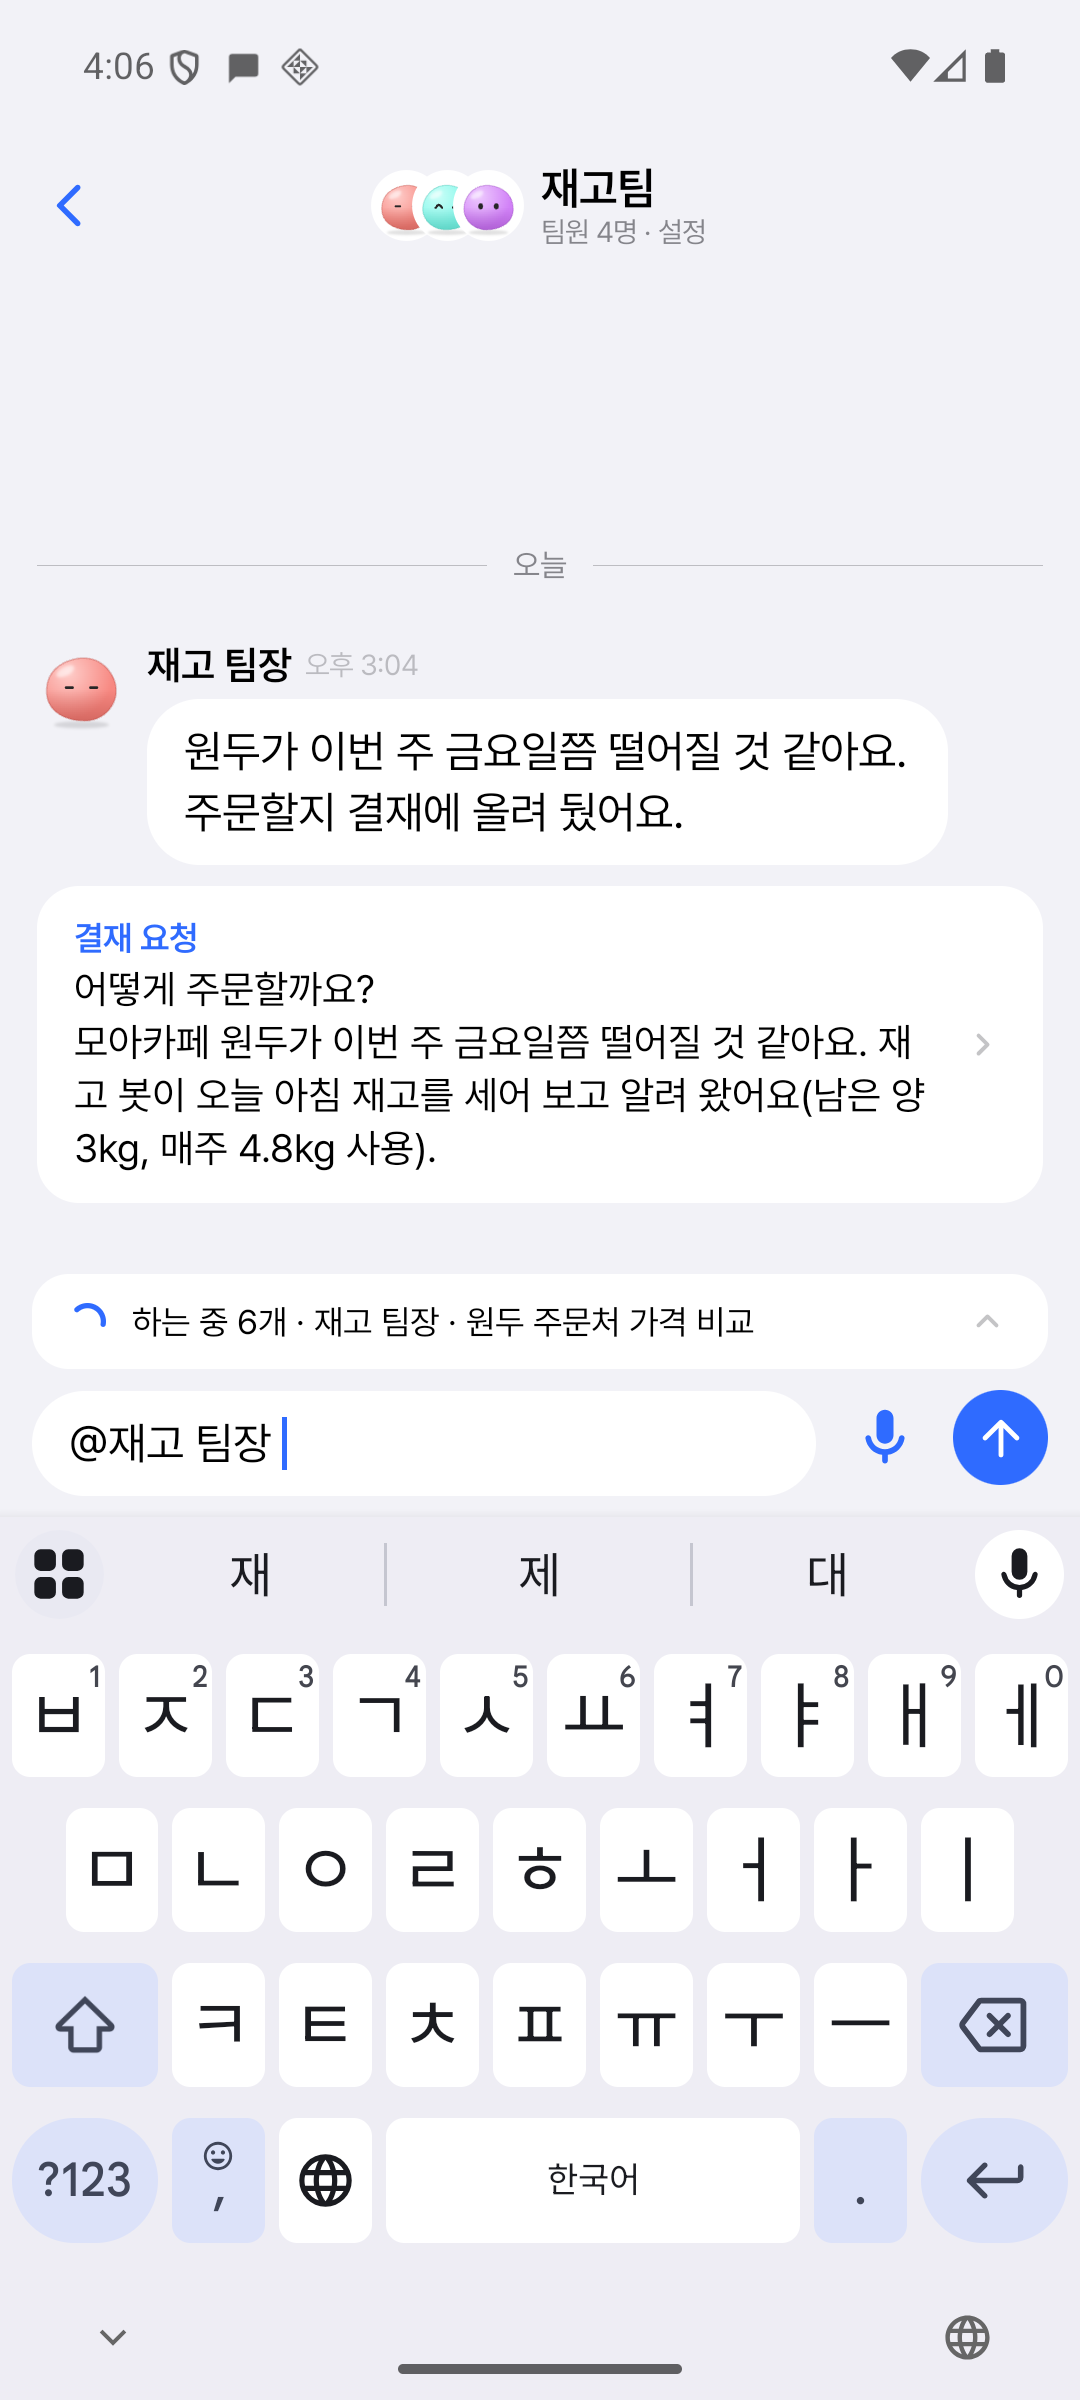 4:06
재고팀
팀원 4명 · 설정
오늘
재고 팀장 오후 3:04
원두가 이번 주 금요일쯤 떨어질 것 같아요.
주문할지 결재에 올려 뒀어요.
결재 요청
어떻게 주문할까요?
모아카페 원두가 이번 주 금요일쯤 떨어질 것 같아요. 재
고 봇이 오늘 아침 재고를 세어 보고 알려 왔어요(남은 양
3kg, 매주 4.8kg 사용).
하는 중 6개 · 재고 팀장 · 원두 주문처 가격 비교
@재고 팀장
재 제 대
1 2 3 4 5 6 7 8 9 0
ㅂ ㅈ ㄷ ㄱ ㅅ ㅛ ㅕ ㅑ ㅐ ㅔ
ㅁ ㄴ ㅇ ㄹ ㅎ ㅗ ㅓ ㅏ ㅣ
ㅋ ㅌ ㅊ ㅍ ㅠ ㅜ ㅡ
?123 , 한국어 .